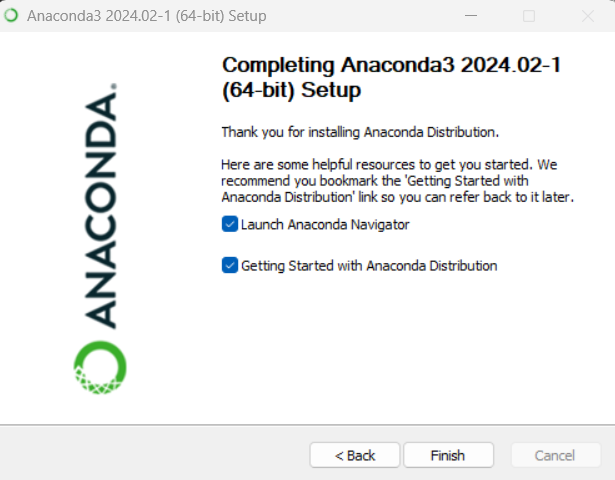 Anaconda3 2024.02-1 (64-bit) Setup
ANACONDA.
Completing Anaconda3 2024.02-1
(64-bit) Setup
Thank you for installing Anaconda Distribution.
Here are some helpful resources to get you started. We
recommend you bookmark the 'Getting Started with
Anaconda Distribution' link so you can refer back to it later.
Launch Anaconda Navigator
Getting Started with Anaconda Distribution
< Back
Finish
Cancel